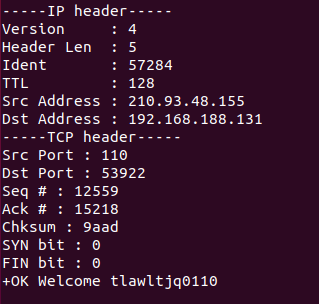 -----IP header-----
Version     : 4
Header Len  : 5
Ident       : 57284
TTL         : 128
Src Address : 210.93.48.155
Dst Address : 192.168.188.131
-----TCP header-----
Src Port : 110
Dst Port : 53922
Seq # : 12559
Ack # : 15218
Chksum : 9aad
SYN bit : 0
FIN bit : 0
+OK Welcome tlawltjq0110